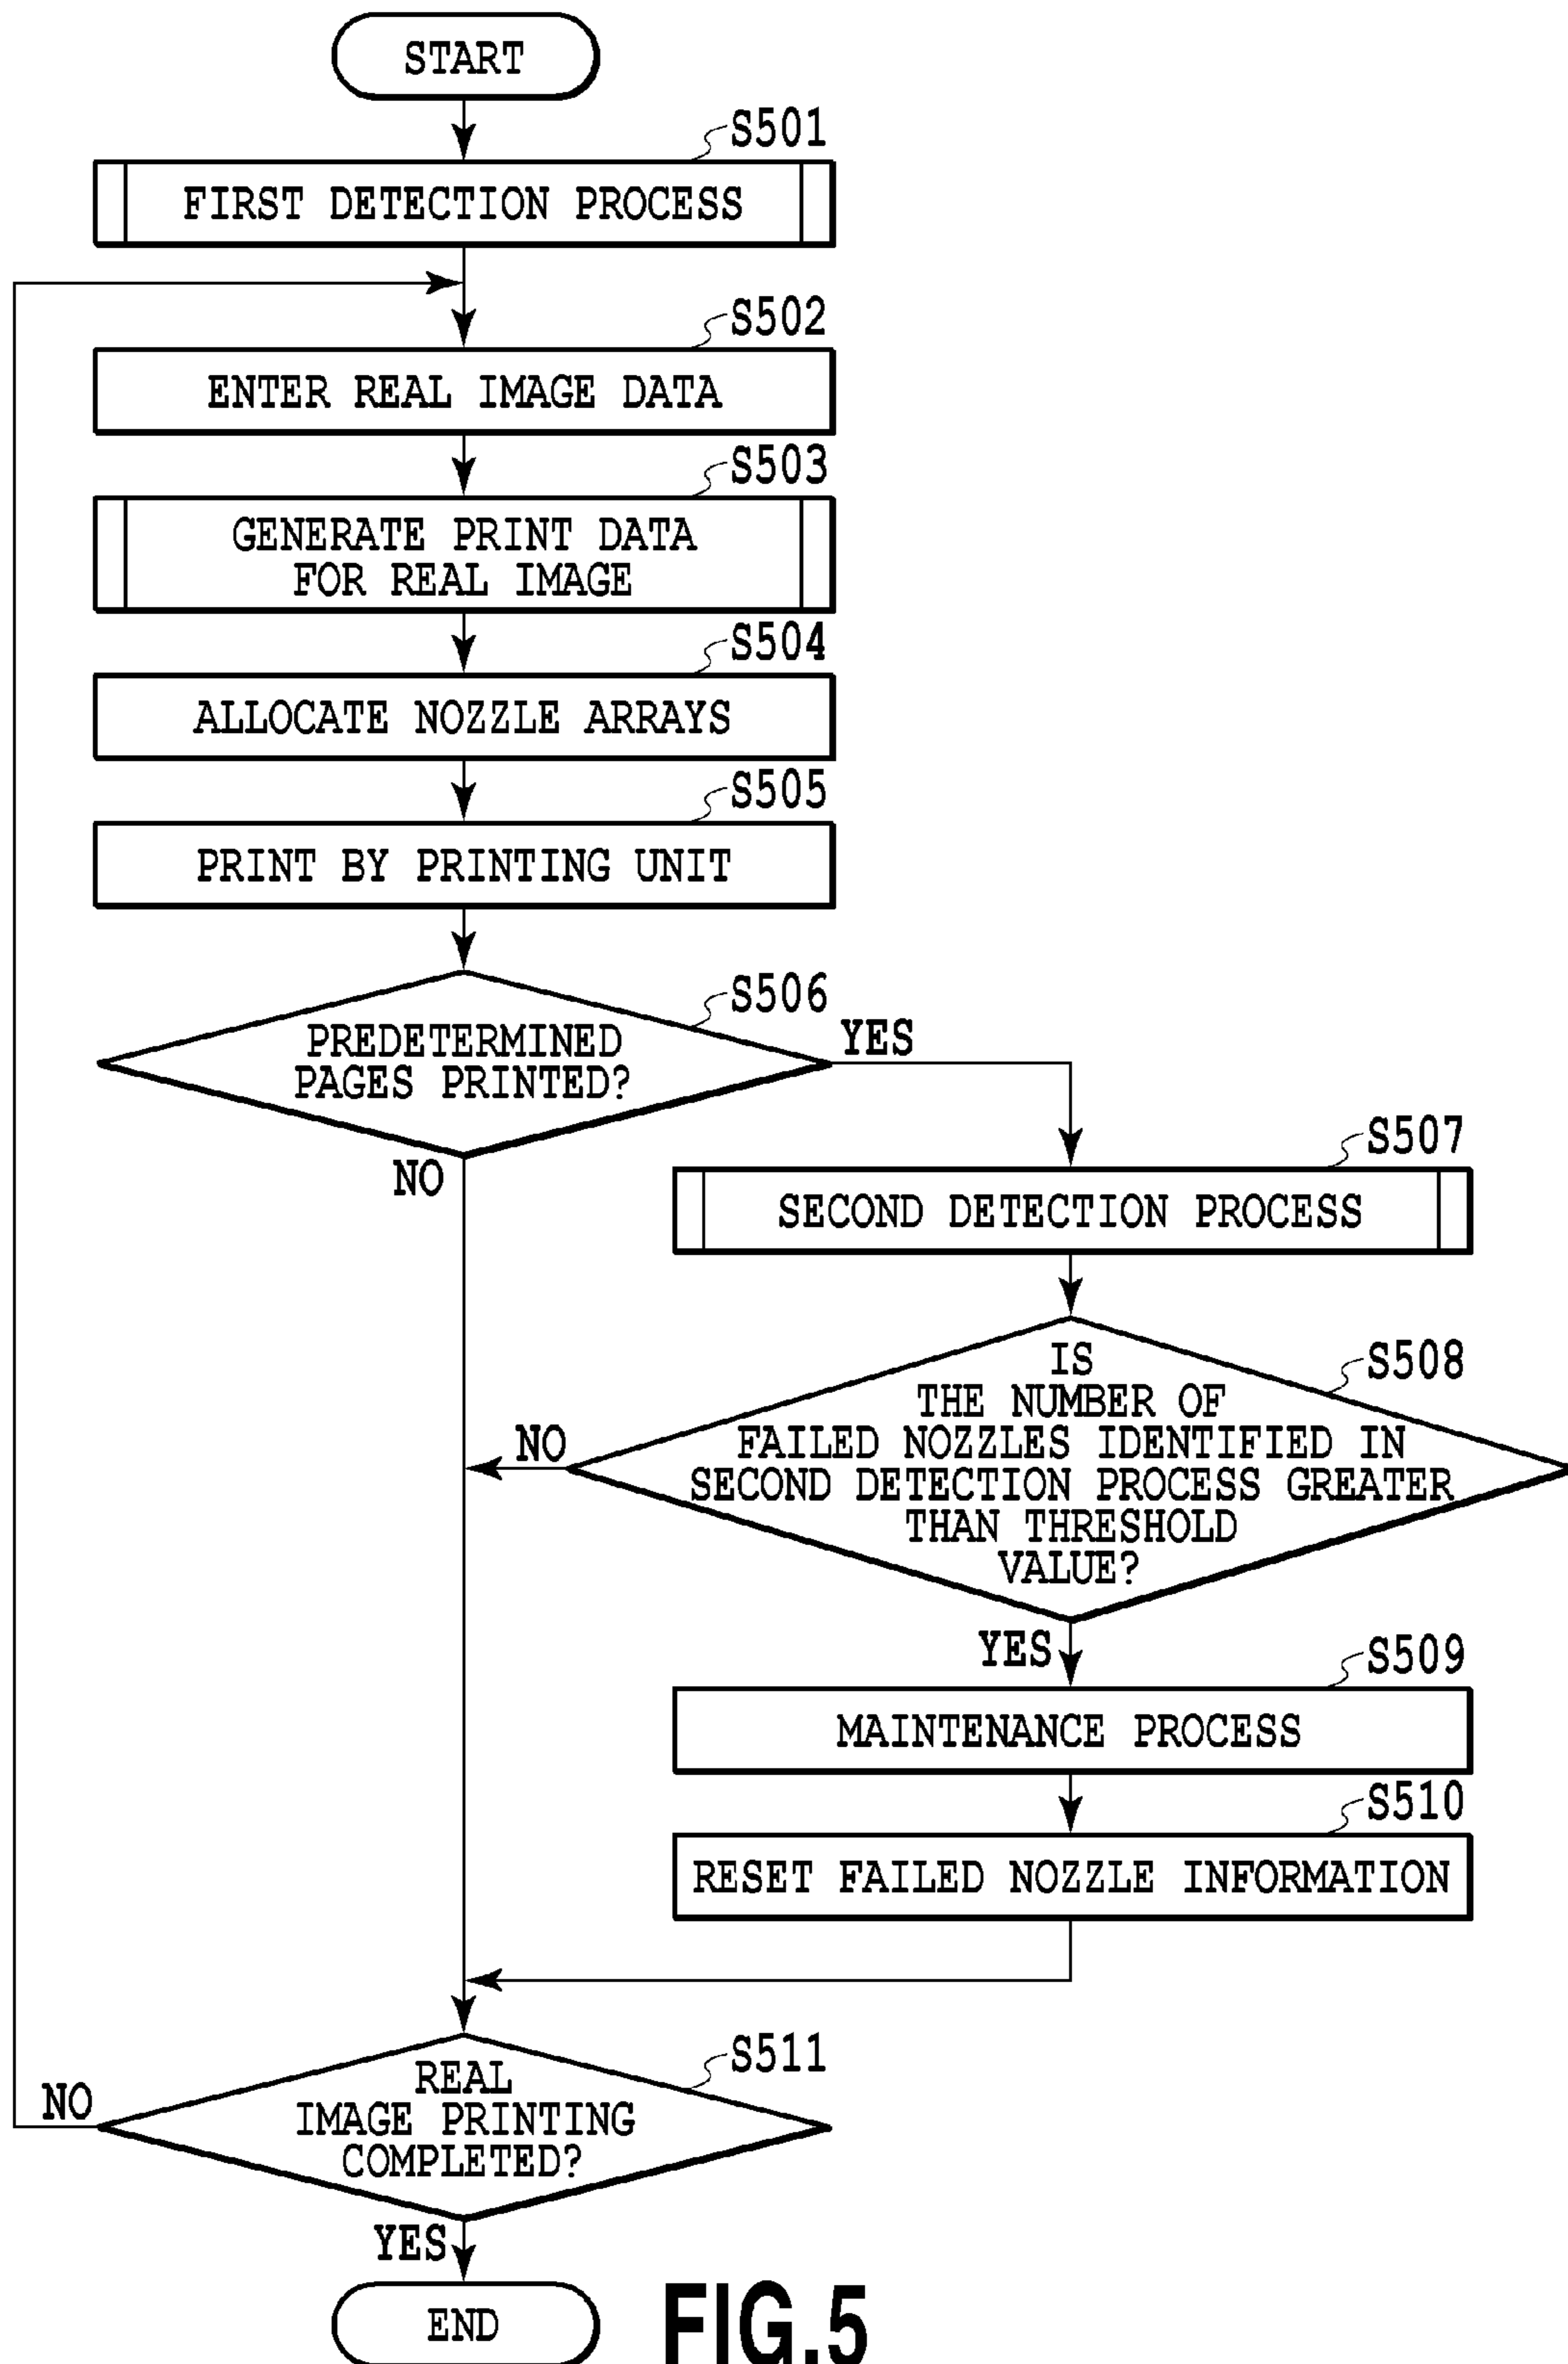 START
S501
FIRST DETECTION PROCESS
S502
ENTER REAL IMAGE DATA
S503
GENERATE PRINT DATA
FOR REAL IMAGE
S504
ALLOCATE NOZZLE ARRAYS
S505
PRINT BY PRINTING UNIT
S506
PREDETERMINED
PAGES PRINTED?
YES
NO
S507
SECOND DETECTION PROCESS
S508
IS
THE NUMBER OF
FAILED NOZZLES IDENTIFIED IN
SECOND DETECTION PROCESS GREATER
THAN THRESHOLD
VALUE?
NO
YES
S509
MAINTENANCE PROCESS
S510
RESET FAILED NOZZLE INFORMATION
S511
REAL
IMAGE PRINTING
COMPLETED?
NO
YES
END
FIG.5